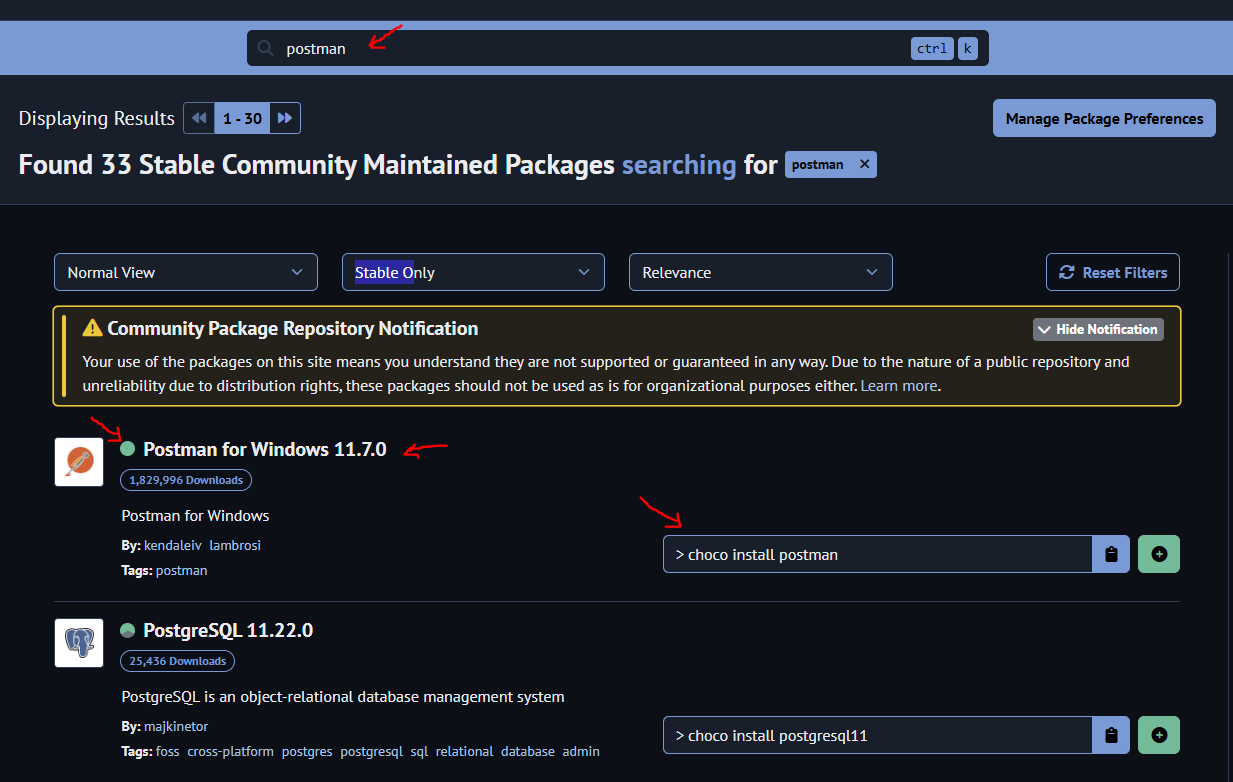 postman ctrl k
Displaying Results 1 - 30 Manage Package Preferences
Found 33 Stable Community Maintained Packages searching for postman ×
Normal View Stable Only Relevance Reset Filters
Community Package Repository Notification Hide Notification
Your use of the packages on this site means you understand they are not supported or guaranteed in any way. Due to the nature of a public repository and
unreliability due to distribution rights, these packages should not be used as is for organizational purposes either. Learn more.
Postman for Windows 11.7.0
1,829,996 Downloads
Postman for Windows
By: kendaleiv lambrosi
> choco install postman
Tags: postman
PostgreSQL 11.22.0
25,436 Downloads
PostgreSQL is an object-relational database management system
By: majkinetor
> choco install postgresql11
Tags: foss cross-platform postgres postgresql sql relational database admin